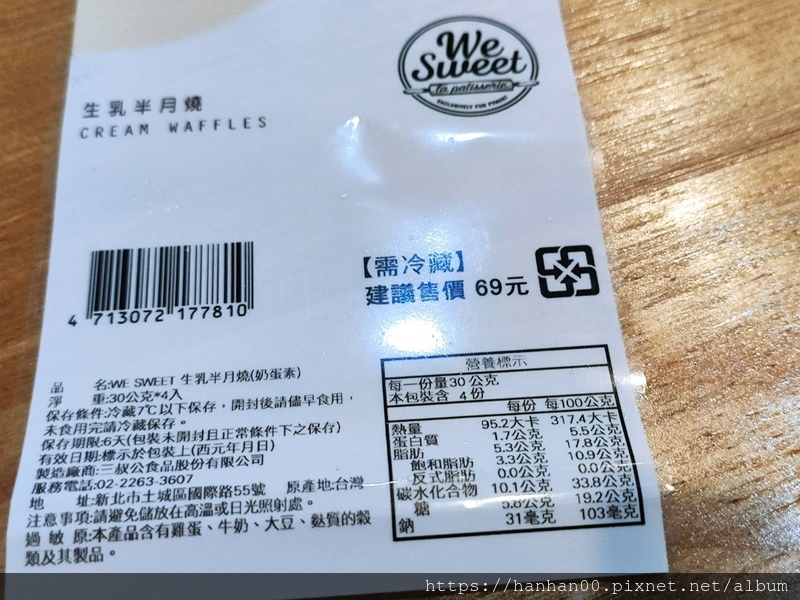 We
Sweet
la patisserie
EXCLUSIVELY FOR YOU
生乳半月燒
CREAM WAFFLES
【需冷藏】
建議售價 69元
4 713072 177810
品 名:WE SWEET 生乳半月燒(奶蛋素)
淨 重:30公克*4入
保存條件:冷藏7℃以下保存，開封後請儘早食用，
未食用完請冷藏保存。
保存期限:6天(包裝未開封且正常條件下之保存)
有效日期:標示於包裝上(西元年月日)
製造廠商:三叔公食品股份有限公司
服務電話:02-2263-3607
地 址:新北市土城區國際路55號 原產地:台灣
注意事項:請避免儲放在高溫或日光照射處。
過 敏 原:本產品含有雞蛋、牛奶、大豆、麩質的穀
類及其製品。
營養標示
每一份量30公克
本包裝含 4份
每份 每100公克
熱量 95.2大卡 317.4大卡
蛋白質 1.7公克 5.5公克
脂肪 5.3公克 17.8公克
飽和脂肪 3.3公克 10.9公克
反式脂肪 0.0公克 0.0公克
碳水化合物 10.1公克 33.8公克
糖 5.8公克 19.2公克
鈉 31毫克 103毫克
https://hanhan00.pixnet.net/album